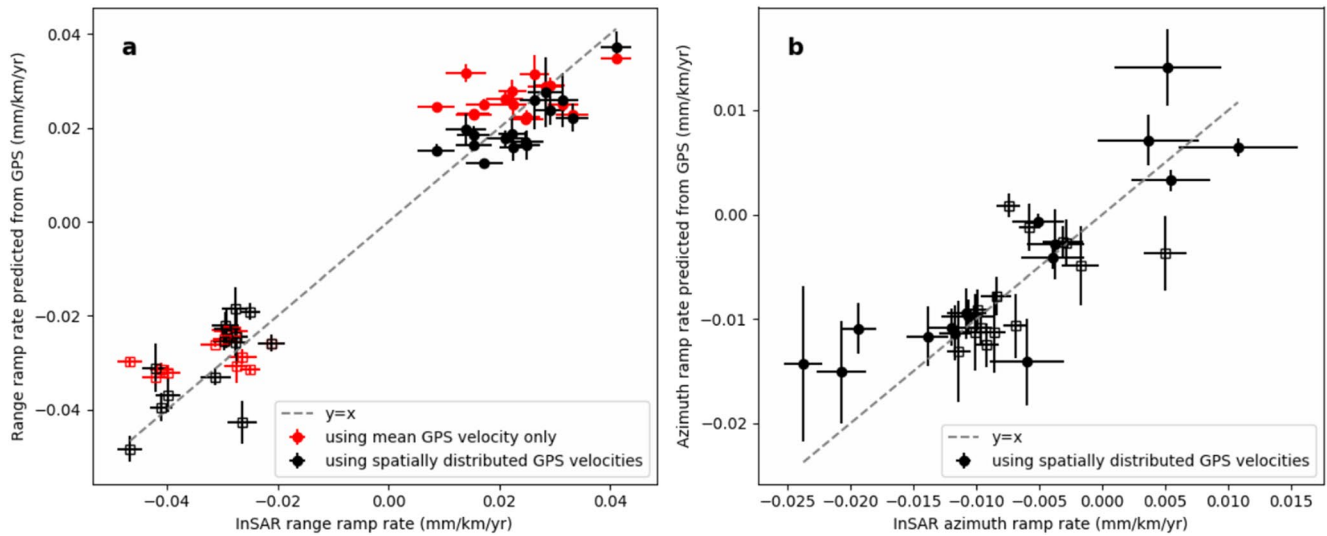 a
Range ramp rate predicted from GPS (mm/km/yr)
0.04
0.02
0.00
−0.02
−0.04
−0.04 −0.02 0.00 0.02 0.04
InSAR range ramp rate (mm/km/yr)
y=x
using mean GPS velocity only
using spatially distributed GPS velocities
b
Azimuth ramp rate predicted from GPS (mm/km/yr)
0.01
0.00
−0.01
−0.02
−0.025 −0.020 −0.015 −0.010 −0.005 0.000 0.005 0.010 0.015
InSAR azimuth ramp rate (mm/km/yr)
y=x
using spatially distributed GPS velocities